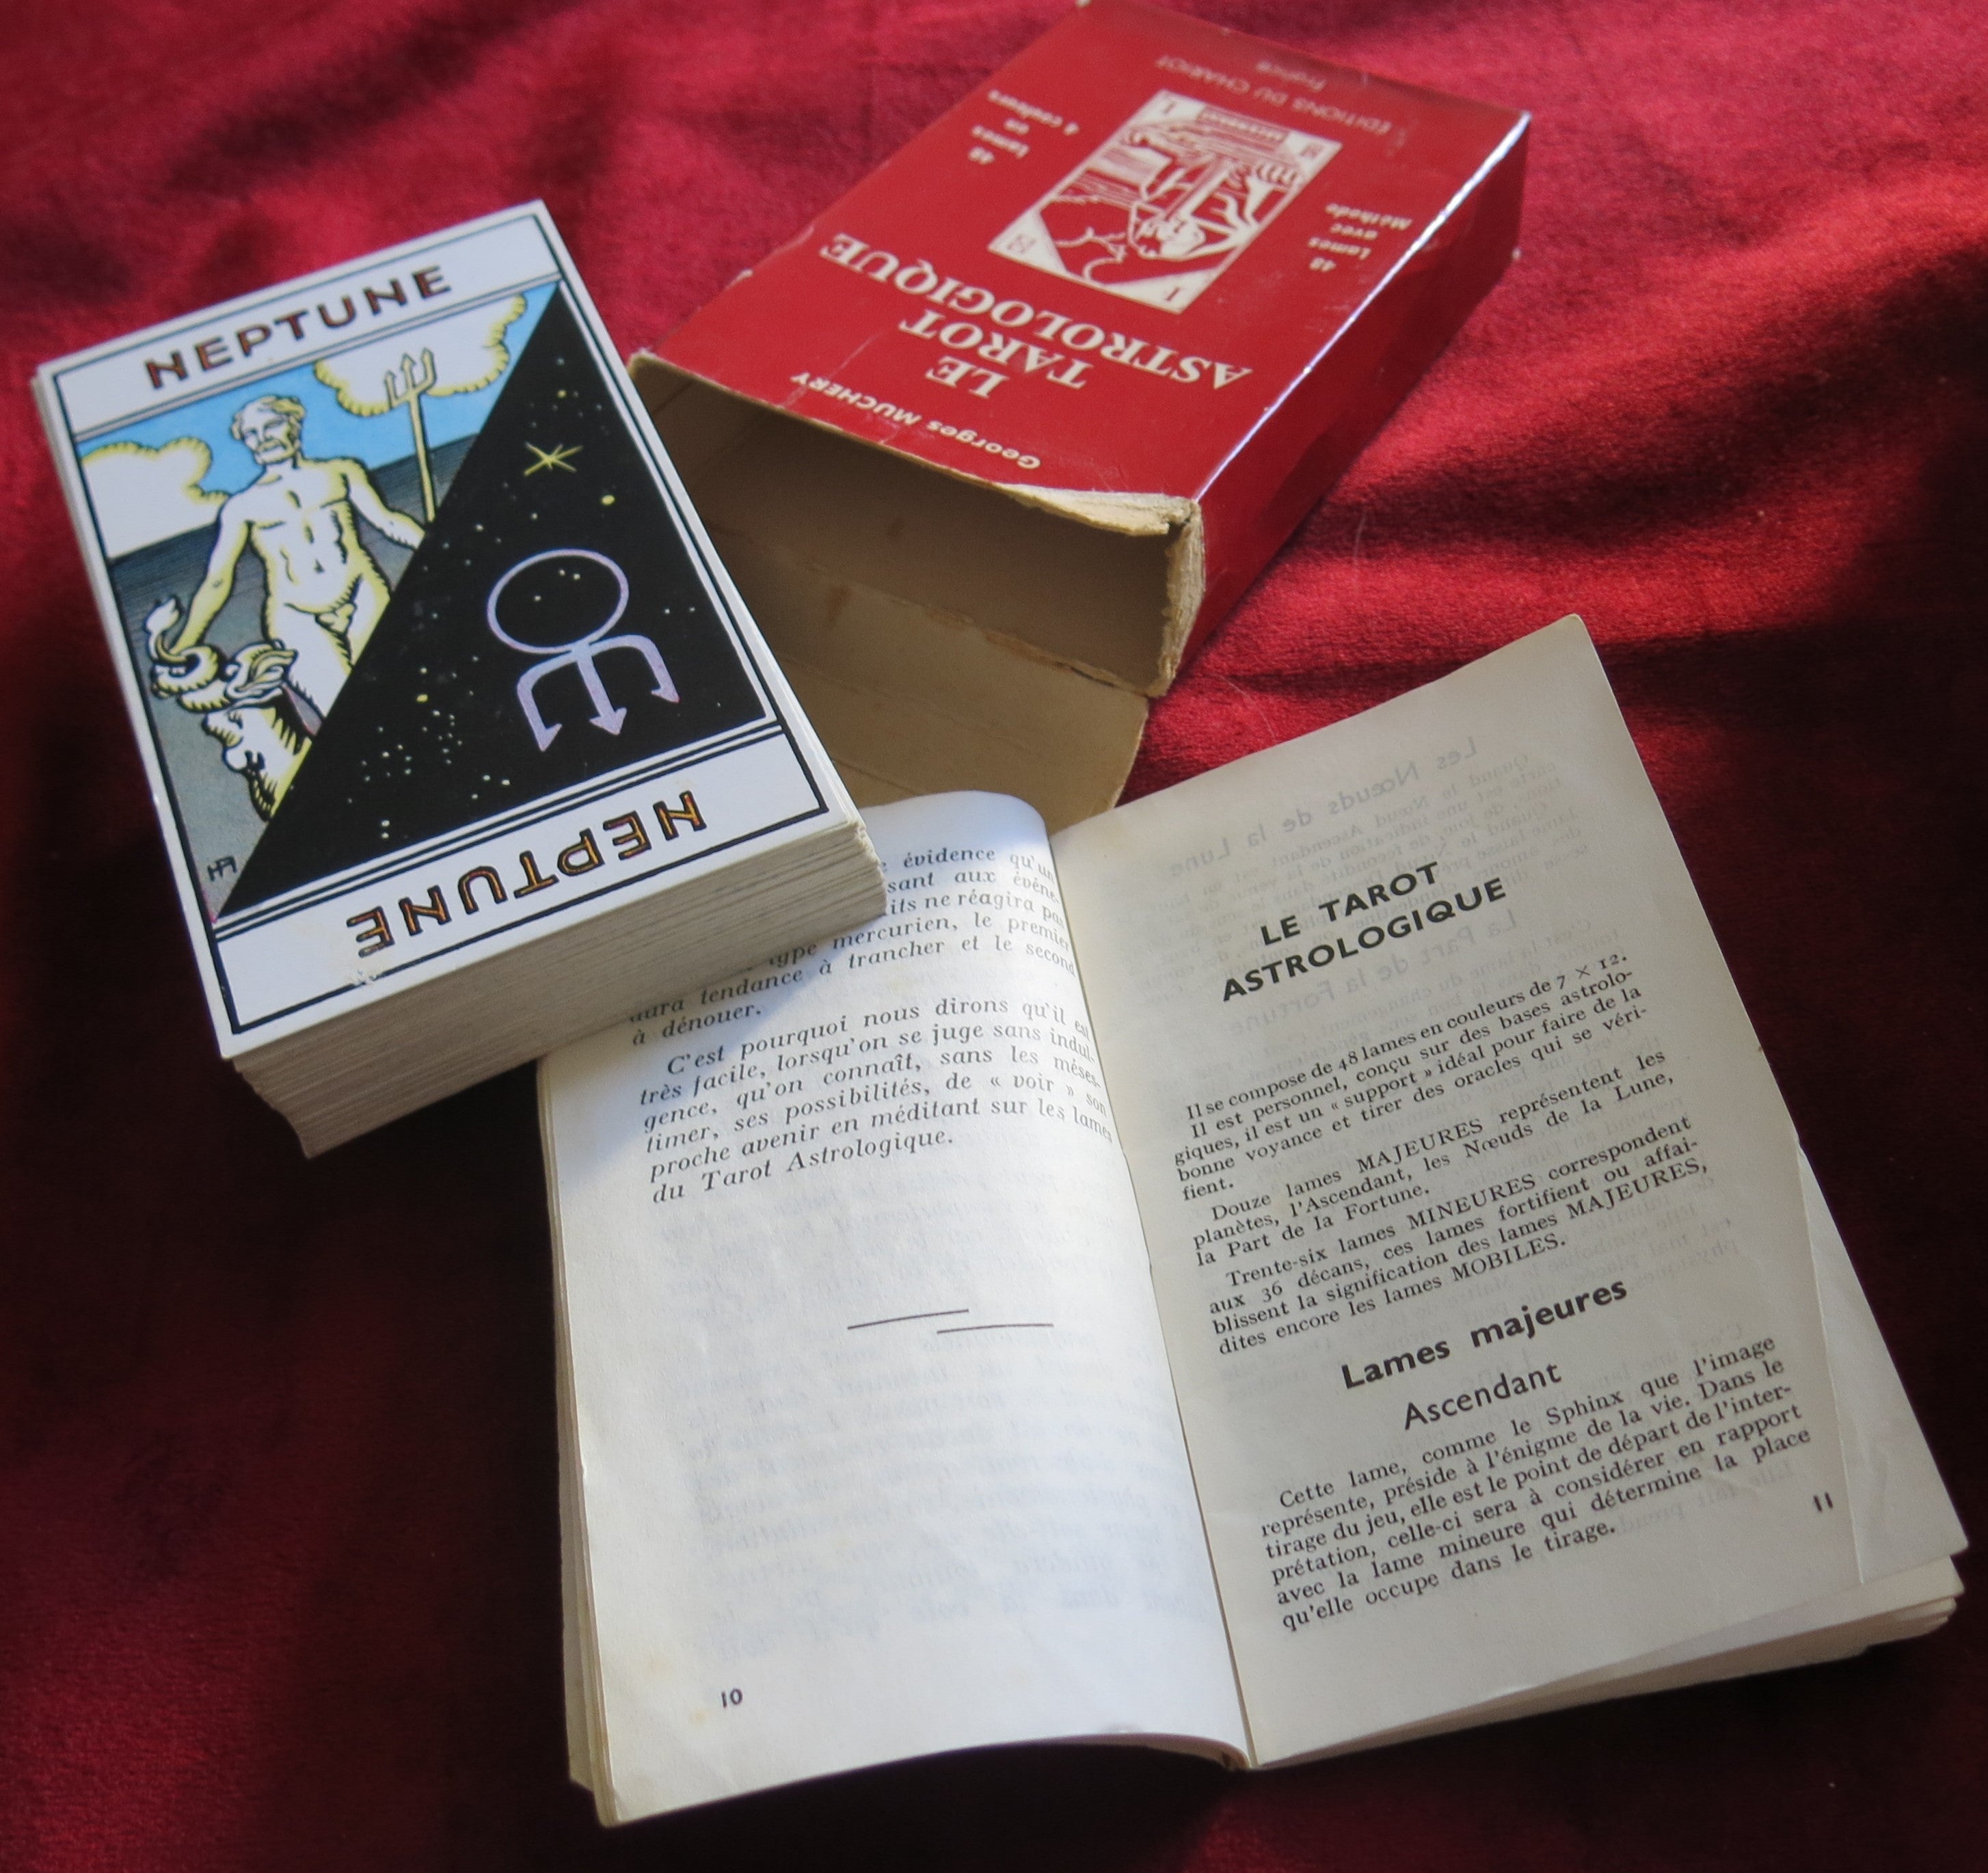 NEPTUNE
NEPTUNE
Georges MUCHERY
LE
TAROT
ASTROLOGIQUE
48
Lames
avec
Méthode
48
lames
en
4 couleurs
I
I
EDITIONS DU CHARIOT
France
évidence qu'un
sant aux événe-
ils ne réagira pas
type mercurien, le premier
aura tendance à trancher et le second
à dénouer.
C'est pourquoi nous dirons qu'il est
très facile, lorsqu'on se juge sans indul-
gence, qu'on connaît, sans les méses-
timer, ses possibilités, de « voir » son
proche avenir en méditant sur les lames
du Tarot Astrologique.
10
LE TAROT
ASTROLOGIQUE
Il se compose de 48 lames en couleurs de 7 × 12.
Il est personnel, conçu sur des bases astrolo-
giques, il est un « support » idéal pour faire de la
bonne voyance et tirer des oracles qui se véri-
fient.
Douze lames MAJEURES représentent les
planètes, l'Ascendant, les Nœuds de la Lune,
la Part de la Fortune.
Trente-six lames MINEURES correspondent
aux 36 décans, ces lames fortifient ou affai-
blissent la signification des lames MAJEURES,
dites encore les lames MOBILES.
Lames majeures
Ascendant
Cette lame, comme le Sphinx que l'image
représente, préside à l'énigme de la vie. Dans le
tirage du jeu, elle est le point de départ de l'inter-
prétation, celle-ci sera à considérer en rapport
avec la lame mineure qui détermine la place
qu'elle occupe dans le tirage.
11